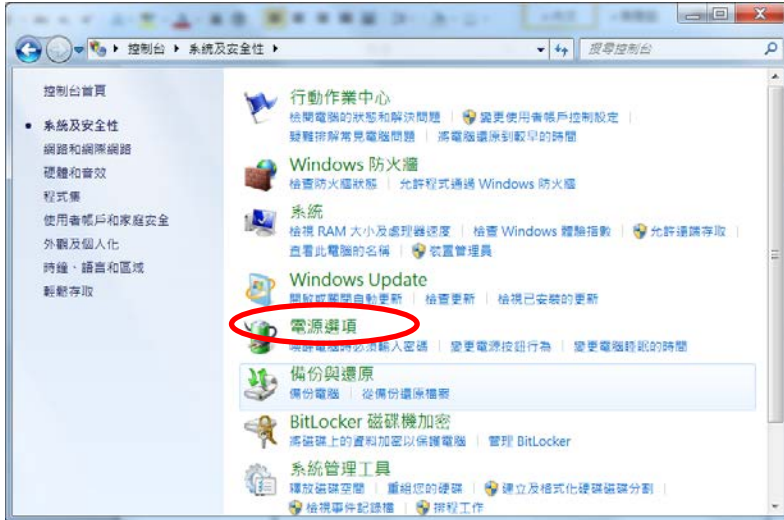 控制台 ▸ 系統及安全性 ▸
搜尋控制台
控制台首頁
系統及安全性
網路和網際網路
硬體和音效
程式集
使用者帳戶和家庭安全
外觀及個人化
時鐘、語言和區域
輕鬆存取
行動作業中心
檢閱電腦的狀態和解決問題 | 變更使用者帳戶控制設定 |
疑難排解常見電腦問題 | 將電腦還原到較早的時間
Windows 防火牆
檢查防火牆狀態 | 允許程式通過 Windows 防火牆
系統
檢視 RAM 大小及處理器速度 | 檢查 Windows 體驗指數 | 允許遠端存取 |
查看此電腦的名稱 | 裝置管理員
Windows Update
開啟或關閉自動更新 | 檢查更新 | 檢視已安裝的更新
電源選項
喚醒電腦時必須輸入密碼 | 變更電源按鈕行為 | 變更電腦睡眠的時間
備份與還原
備份電腦 | 從備份還原檔案
BitLocker 磁碟機加密
將磁碟上的資料加密以保護電腦 | 管理 BitLocker
系統管理工具
釋放磁碟空間 | 重組您的硬碟 | 建立及格式化硬碟磁碟分割 |
檢視事件記錄檔 | 排程工作